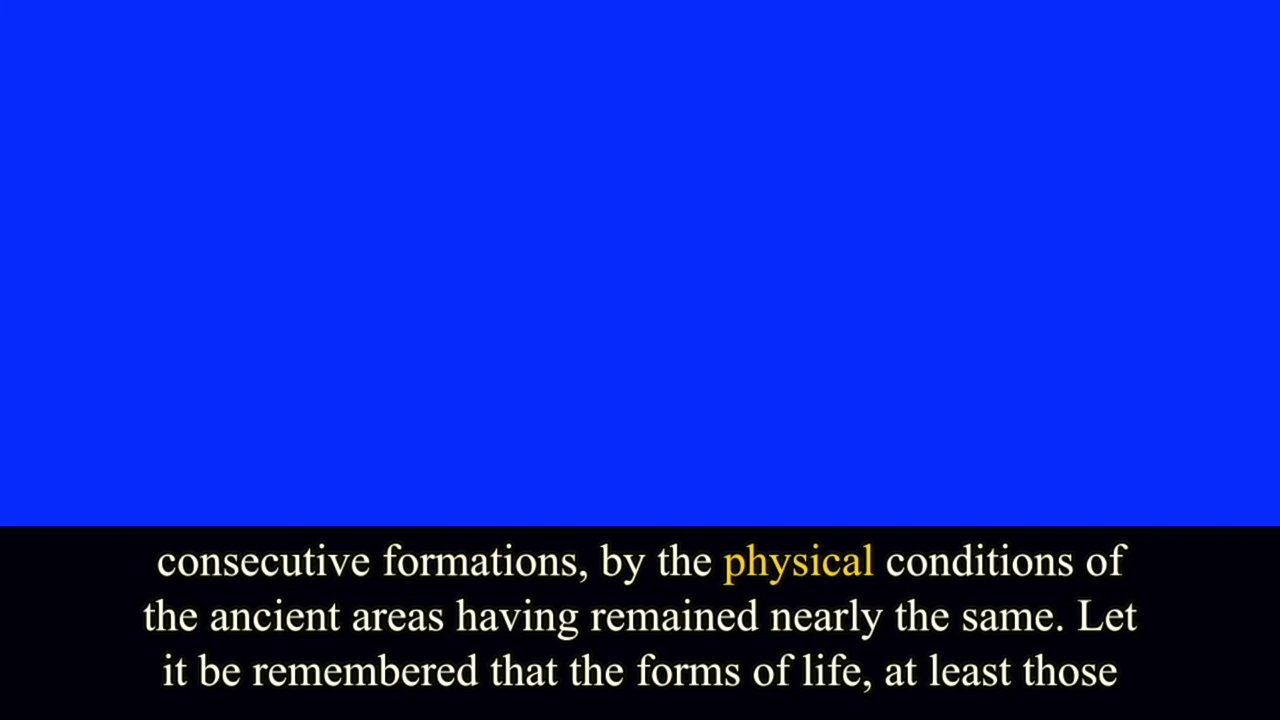 consecutive formations, by the physical conditions of
the ancient areas having remained nearly the same. Let
it be remembered that the forms of life, at least those